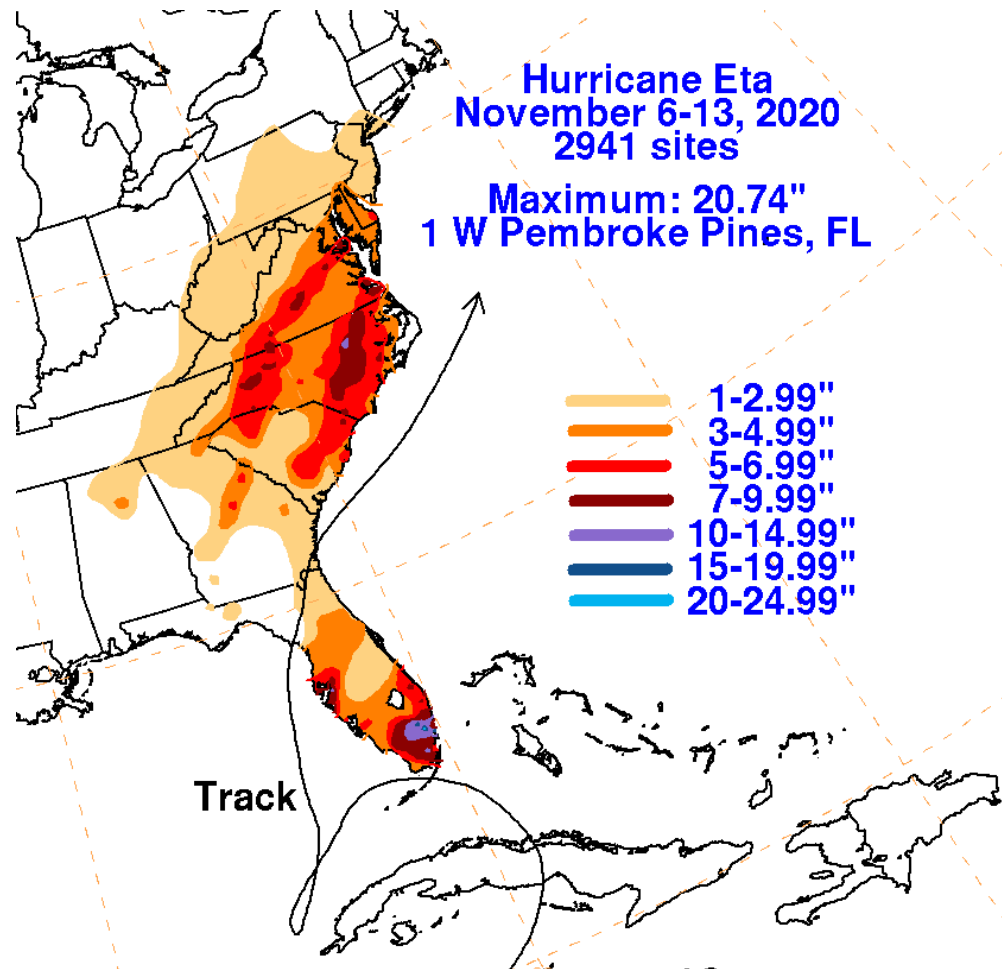 Hurricane Eta
November 6-13, 2020
2941 sites
Maximum: 20.74"
1 W Pembroke Pines, FL
1-2.99"
3-4.99"
5-6.99"
7-9.99"
10-14.99"
15-19.99"
20-24.99"
Track